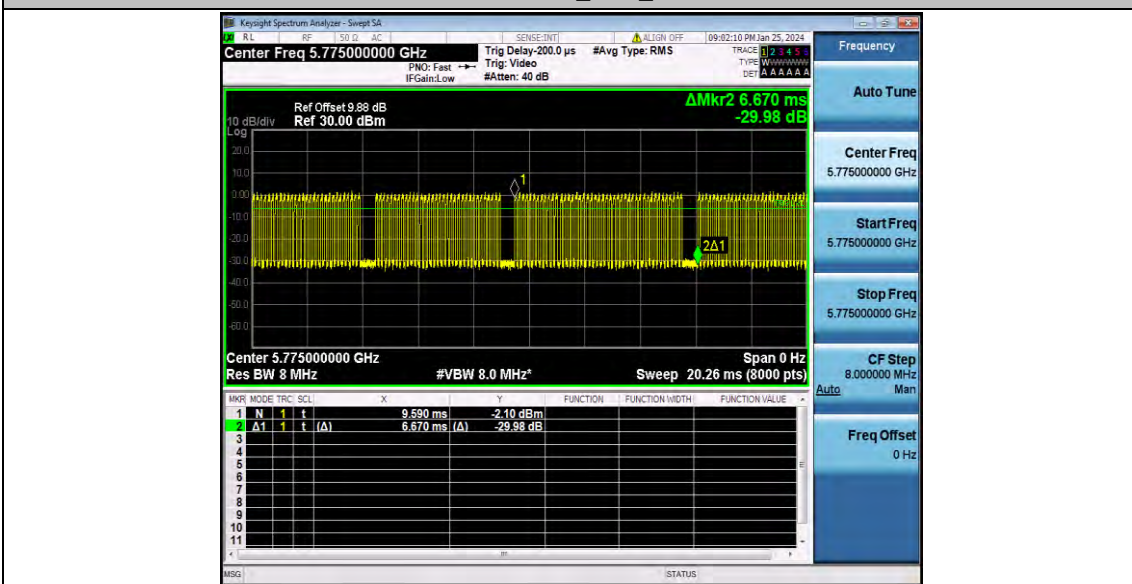 Keysight Spectrum Analyzer - Swept SA
RL RF 50 Ω AC SENSE:INT ALIGN OFF 09:02:10 PM Jan 25, 2024
Center Freq 5.775000000 GHz
PNO: Fast
IFGain:Low
Trig Delay-200.0 µs
Trig: Video
#Atten: 40 dB
#Avg Type: RMS
TRACE 1 2 3 4 5 6
TYPE W
DET A A A A A A
Ref Offset 9.88 dB
10 dB/div Ref 30.00 dBm
Log
ΔMkr2 6.670 ms
-29.98 dB
20.0
10.0
0.00
-10.0
-20.0
-30.0
-40.0
-50.0
-60.0
1
2Δ1
Center 5.775000000 GHz Span 0 Hz
Res BW 8 MHz #VBW 8.0 MHz* Sweep 20.26 ms (8000 pts)
MKR MODE TRC SCL X Y FUNCTION FUNCTION WIDTH FUNCTION VALUE
1 N 1 t 9.590 ms -2.10 dBm
2 Δ1 1 t (Δ) 6.670 ms (Δ) -29.98 dB
3
4
5
6
7
8
9
10
11
MSG STATUS
Frequency
Auto Tune
Center Freq
5.775000000 GHz
Start Freq
5.775000000 GHz
Stop Freq
5.775000000 GHz
CF Step
8.000000 MHz
Auto Man
Freq Offset
0 Hz